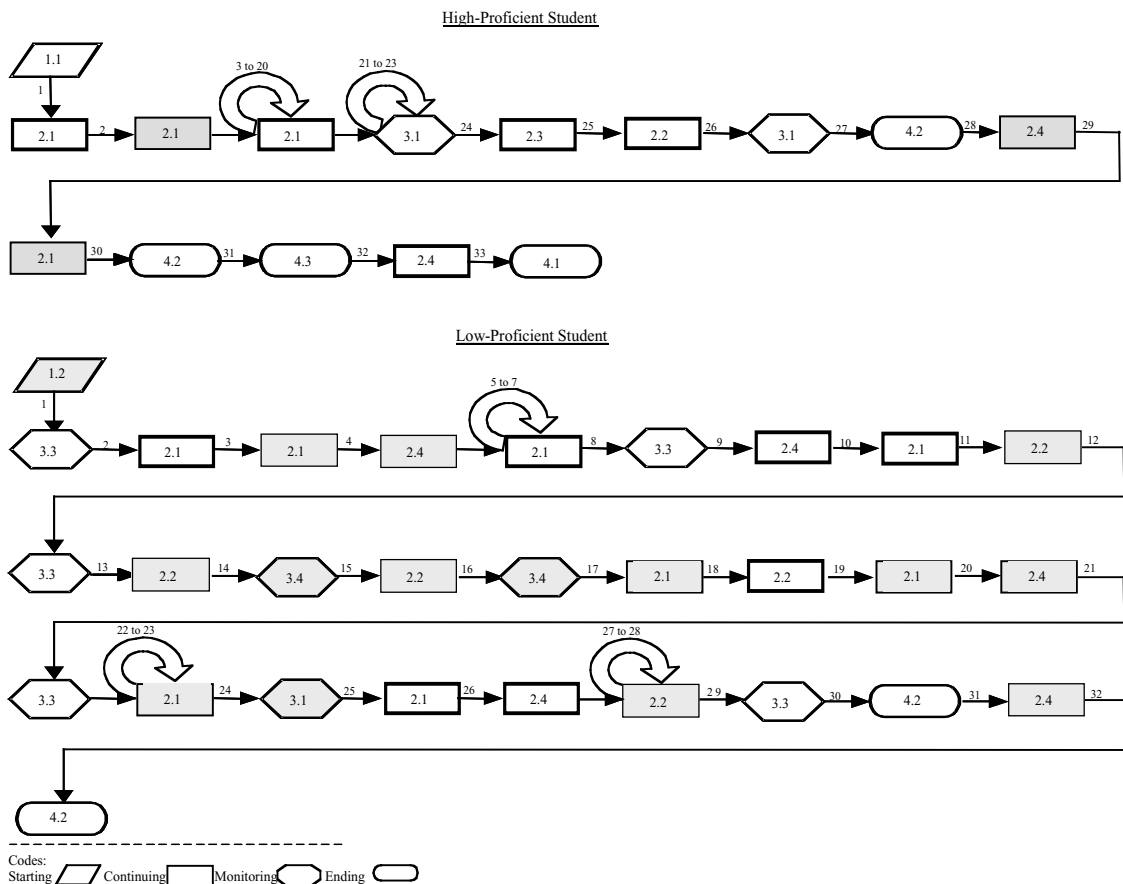 High-Proficient Student
1.1
1
3 to 20
21 to 23
2.1 2 2.1 2.1 3.1 24 2.3 25 2.2 26 3.1 27 4.2 28 2.4 29
2.1 30 4.2 31 4.3 32 2.4 33 4.1
Low-Proficient Student
1.2
1
5 to 7
3.3 2 2.1 3 2.1 4 2.4 2.1 8 3.3 9 2.4 10 2.1 11 2.2 12
3.3 13 2.2 14 3.4 15 2.2 16 3.4 17 2.1 18 2.2 19 2.1 20 2.4 21
22 to 23
27 to 28
3.3 2.1 24 3.1 25 2.1 26 2.4 2.2 2 9 3.3 30 4.2 31 2.4 32
4.2
Codes:
Starting Continuing Monitoring Ending